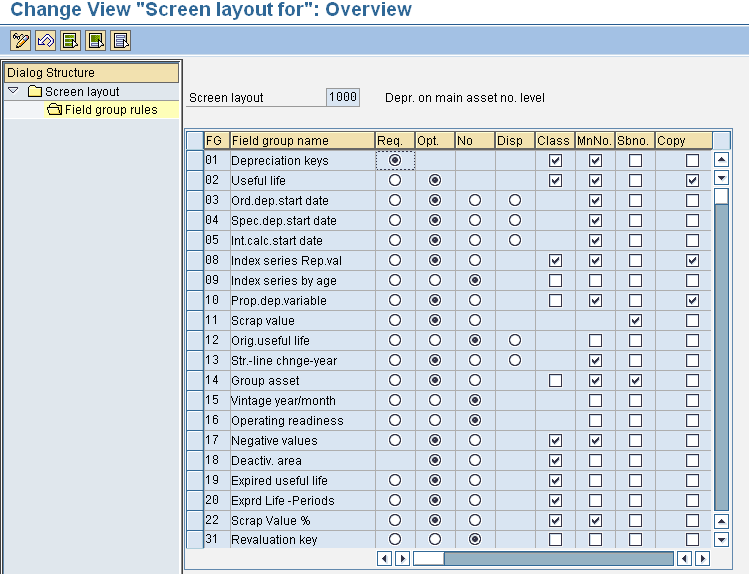 Change View "Screen layout for": Overview
Dialog Structure
Screen layout
Field group rules
Screen layout 1000 Depr. on main asset no. level
FG Field group name Req. Opt. No Disp Class MnNo. Sbno. Copy
01 Depreciation keys
02 Useful life
03 Ord.dep.start date
04 Spec.dep.start date
05 Int.calc.start date
08 Index series Rep.val
09 Index series by age
10 Prop.dep.variable
11 Scrap value
12 Orig.useful life
13 Str.-line chnge-year
14 Group asset
15 Vintage year/month
16 Operating readiness
17 Negative values
18 Deactiv. area
19 Expired useful life
20 Exprd Life -Periods
22 Scrap Value %
31 Revaluation key